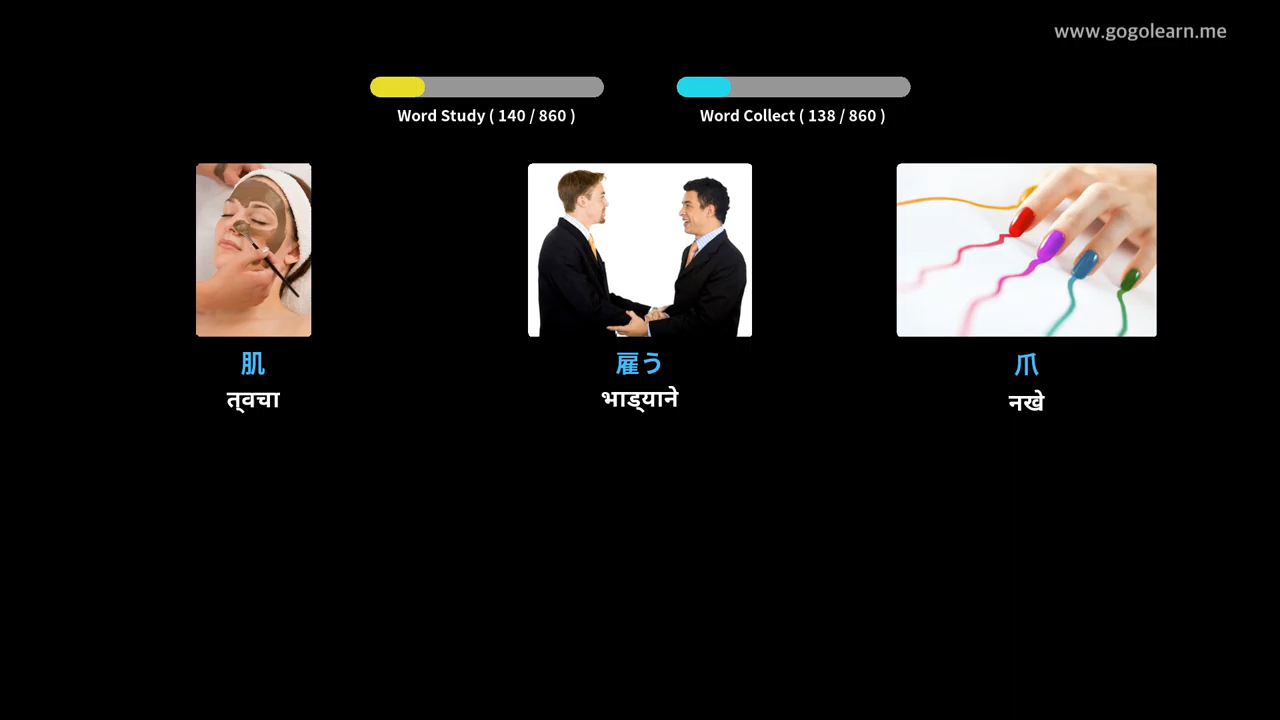 www.gogolearn.me
Word Study ( 140 / 860 )
Word Collect ( 138 / 860 )
肌
雇う
爪
त्वचा
भाड्याने
नखे